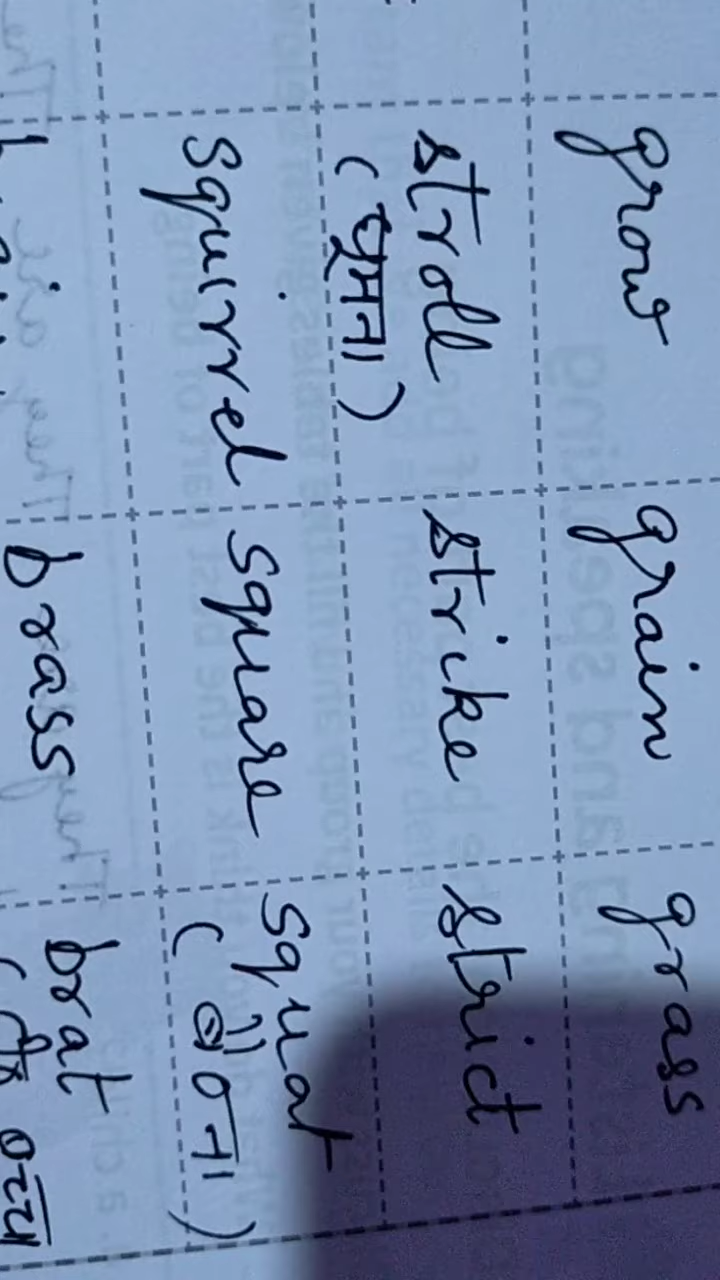 grow grain grass
stroll strike strict
(घूमना)
squirrel square squat
(बैठना)
brass brat